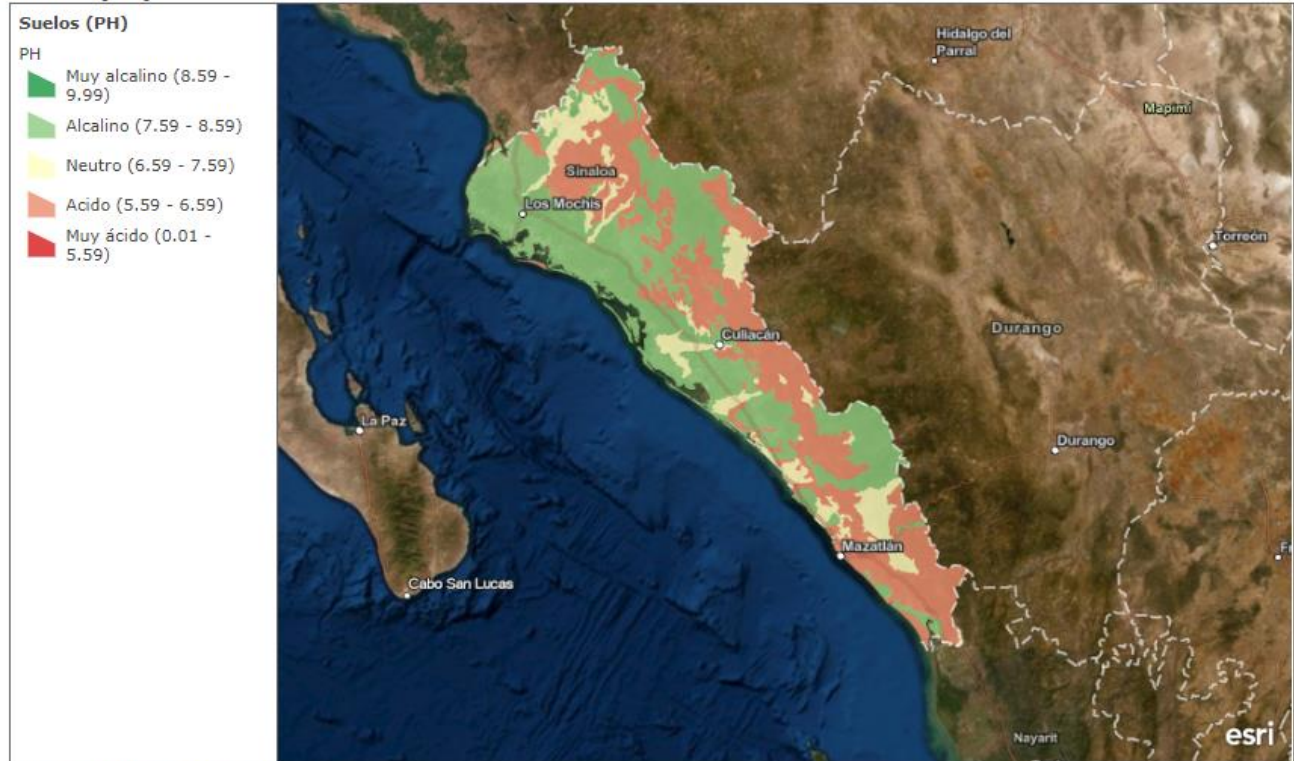 Suelos (PH)
PH
Muy alcalino (8.59 -
9.99)
Alcalino (7.59 - 8.59)
Neutro (6.59 - 7.59)
Acido (5.59 - 6.59)
Muy ácido (0.01 -
5.59)
Hidalgo del
Parral
Mapimí
Sinaloa
Los Mochis
Torreón
Durango
Culiacán
La Paz
Durango
Mazatlán
Cabo San Lucas
Nayarit
esri